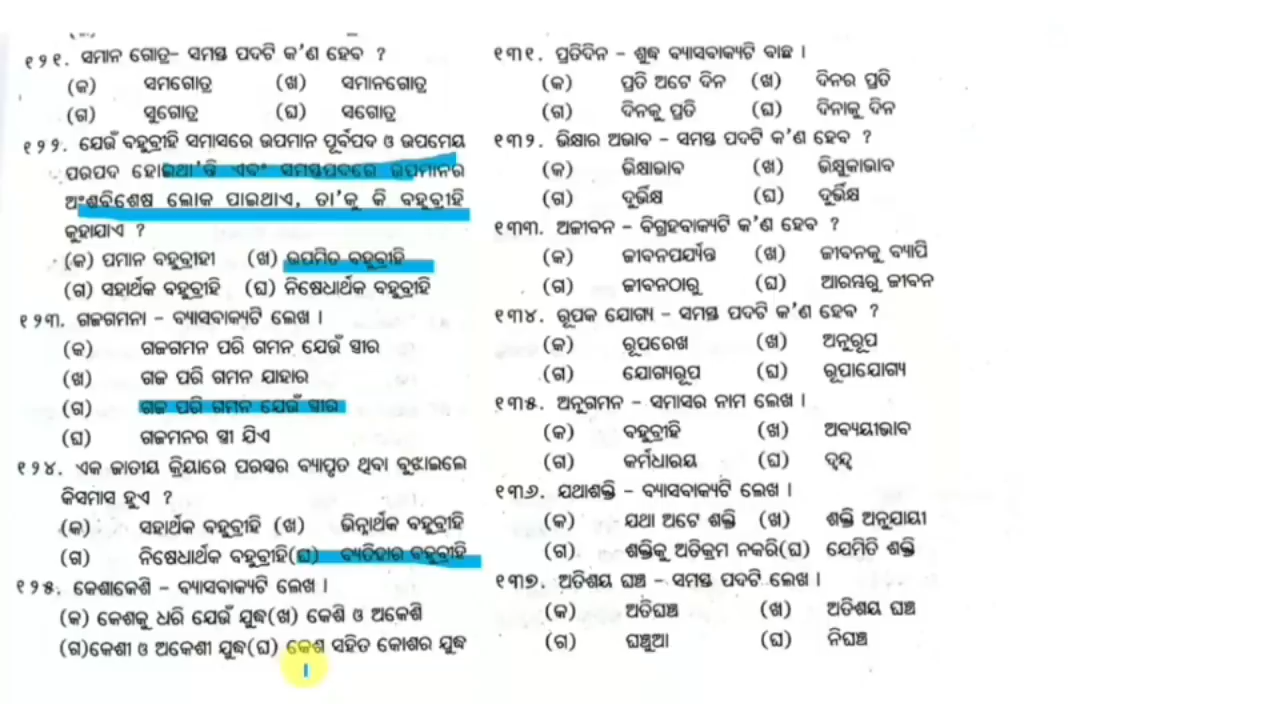 ୧୨୧. ସମାନ ଗୋତ୍ର– ସମସ୍ତ ପଦଟି କ'ଣ ହେବ ?
(କ) ସମଗୋତ୍ର (ଖ) ସମାନଗୋତ୍ର
(ଗ) ସୁଗୋତ୍ର (ଘ) ସଗୋତ୍ର
୧୨୨. ଯେଉଁ ବହୁବ୍ରୀହି ସମାସରେ ଉପମାନ ପୂର୍ବପଦ ଓ ଉପମେୟ
ପରପଦ ହୋଇଥା'ନ୍ତି ଏବଂ ସମସ୍ତପଦରେ ଉପମାନର
ଅଂଶବିଶେଷ ଲୋକ ପାଇଥାଏ, ତା'କୁ କି ବହୁବ୍ରୀହି
କୁହାଯାଏ ?
(କ) ପମାନ ବହୁବ୍ରୀହୀ (ଖ) ଉପମିତ ବହୁବ୍ରୀହି
(ଗ) ସହାର୍ଥକ ବହୁବ୍ରୀହି (ଘ) ନିଷେଧାର୍ଥକ ବହୁବ୍ରୀହି
୧୨୩. ଗଜଗମନା – ବ୍ୟାସବାକ୍ୟଟି ଲେଖ ।
(କ) ଗଜଗମନ ପରି ଗମନ ଯେଉଁ ସ୍ତ୍ରୀର
(ଖ) ଗଜ ପରି ଗମନ ଯାହାର
(ଗ) ଗଜ ପରି ଗମନ ଯେଉଁ ସ୍ତ୍ରୀର
(ଘ) ଗଜମନର ସ୍ତ୍ରୀ ଯିଏ
୧୨୪. ଏକ ଜାତୀୟ କ୍ରିୟାରେ ପରସ୍ପର ବ୍ୟାପୃତ ଥିବା ବୁଝାଇଲେ
କିସମାସ ହୁଏ ?
(କ) ସହାର୍ଥକ ବହୁବ୍ରୀହି (ଖ) ଭିନ୍ନାର୍ଥକ ବହୁବ୍ରୀହି
(ଗ) ନିଷେଧାର୍ଥକ ବହୁବ୍ରୀହି(ଘ) ବ୍ୟତିହାର ବହୁବ୍ରୀହି
୧୨୫. କେଶାକେଶି – ବ୍ୟାସବାକ୍ୟଟି ଲେଖ ।
(କ) କେଶକୁ ଧରି ଯେଉଁ ଯୁଦ୍ଧ(ଖ) କେଶି ଓ ଅକେଶି
(ଗ)କେଶୀ ଓ ଅକେଶୀ ଯୁଦ୍ଧ(ଘ) କେଶ ସହିତ କୋଶର ଯୁଦ୍ଧ
୧୩୧. ପ୍ରତିଦିନ – ଶୁଦ୍ଧ ବ୍ୟାସବାକ୍ୟଟି ବାଛ ।
(କ) ପ୍ରତି ଅଟେ ଦିନ (ଖ) ଦିନର ପ୍ରତି
(ଗ) ଦିନକୁ ପ୍ରତି (ଘ) ଦିନାକୁ ଦିନ
୧୩୨. ଭିକ୍ଷାର ଅଭାବ – ସମସ୍ତ ପଦଟି କ'ଣ ହେବ ?
(କ) ଭିକ୍ଷାଭାବ (ଖ) ଭିକ୍ଷୁକାଭାବ
(ଗ) ଦୁର୍ଭିକ୍ଷ (ଘ) ଦୁର୍ଭିକ୍ଷ
୧୩୩. ଅଜୀବନ – ବିଗ୍ରହବାକ୍ୟଟି କ'ଣ ହେବ ?
(କ) ଜୀବନପର୍ଯ୍ୟନ୍ତ (ଖ) ଜୀବନକୁ ବ୍ୟାପି
(ଗ) ଜୀବନଠାରୁ (ଘ) ଆରମ୍ଭରୁ ଜୀବନ
୧୩୪. ରୂପକ ଯୋଗ୍ୟ – ସମସ୍ତ ପଦଟି କ'ଣ ହେବ ?
(କ) ରୂପରେଖ (ଖ) ଅନୁରୂପ
(ଗ) ଯୋଗ୍ୟରୂପ (ଘ) ରୂପାଯୋଗ୍ୟ
୧୩୫. ଅନୁଗମନ – ସମାସର ନାମ ଲେଖ ।
(କ) ବହୁବ୍ରୀହି (ଖ) ଅବ୍ୟୟୀଭାବ
(ଗ) କର୍ମଧାରୟ (ଘ) ଦ୍ୱନ୍ଦ୍ୱ
୧୩୬. ଯଥାଶକ୍ତି – ବ୍ୟାସବାକ୍ୟଟି ଲେଖ ।
(କ) ଯଥା ଅଟେ ଶକ୍ତି (ଖ) ଶକ୍ତି ଅନୁଯାୟୀ
(ଗ) ଶକ୍ତିକୁ ଅତିକ୍ରମ ନକରି(ଘ) ଯେମିତି ଶକ୍ତି
୧୩୭. ଅତିଶୟ ଘଞ୍ଚ – ସମସ୍ତ ପଦଟି ଲେଖ ।
(କ) ଅତିଘଞ୍ଚ (ଖ) ଅତିଶୟ ଘଞ୍ଚ
(ଗ) ଘଞ୍ଚୁଆ (ଘ) ନିଘଞ୍ଚ